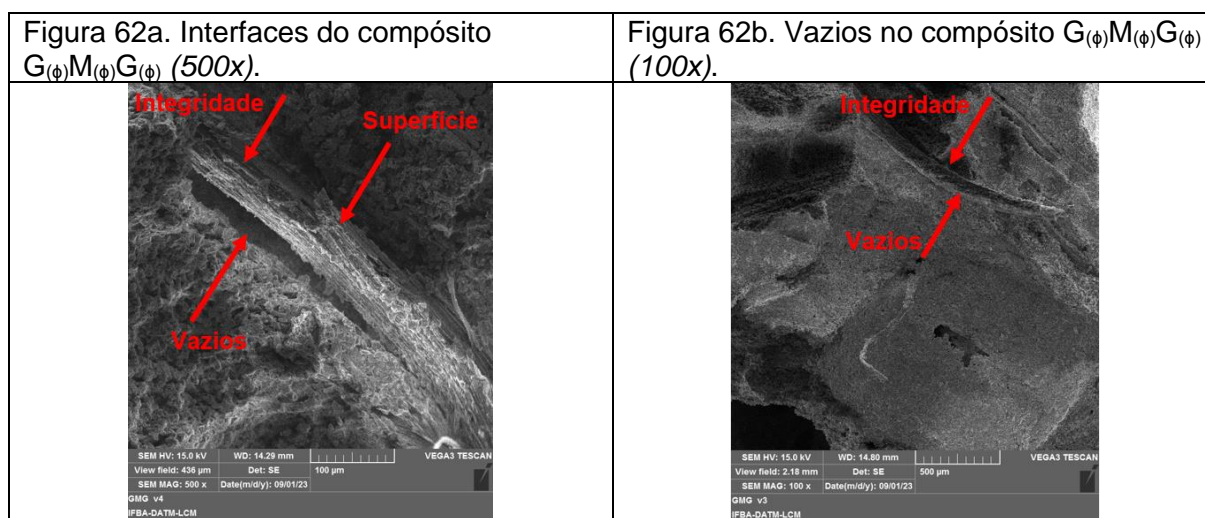 Figura 62a. Interfaces do compósito
G(ϕ)M(ϕ)G(ϕ) (500x).
Figura 62b. Vazios no compósito G(ϕ)M(ϕ)G(ϕ)
(100x).
Integridade
Superfície
Vazios
SEM HV: 15.0 kV WD: 14.29 mm VEGA3 TESCAN
View field: 436 µm Det: SE 100 µm
SEM MAG: 500 x Date(m/d/y): 09/01/23
GMG v4
IFBA-DATM-LCM
Integridade
Vazios
SEM HV: 15.0 kV WD: 14.80 mm VEGA3 TESCAN
View field: 2.18 mm Det: SE 500 µm
SEM MAG: 100 x Date(m/d/y): 09/01/23
GMG v3
IFBA-DATM-LCM